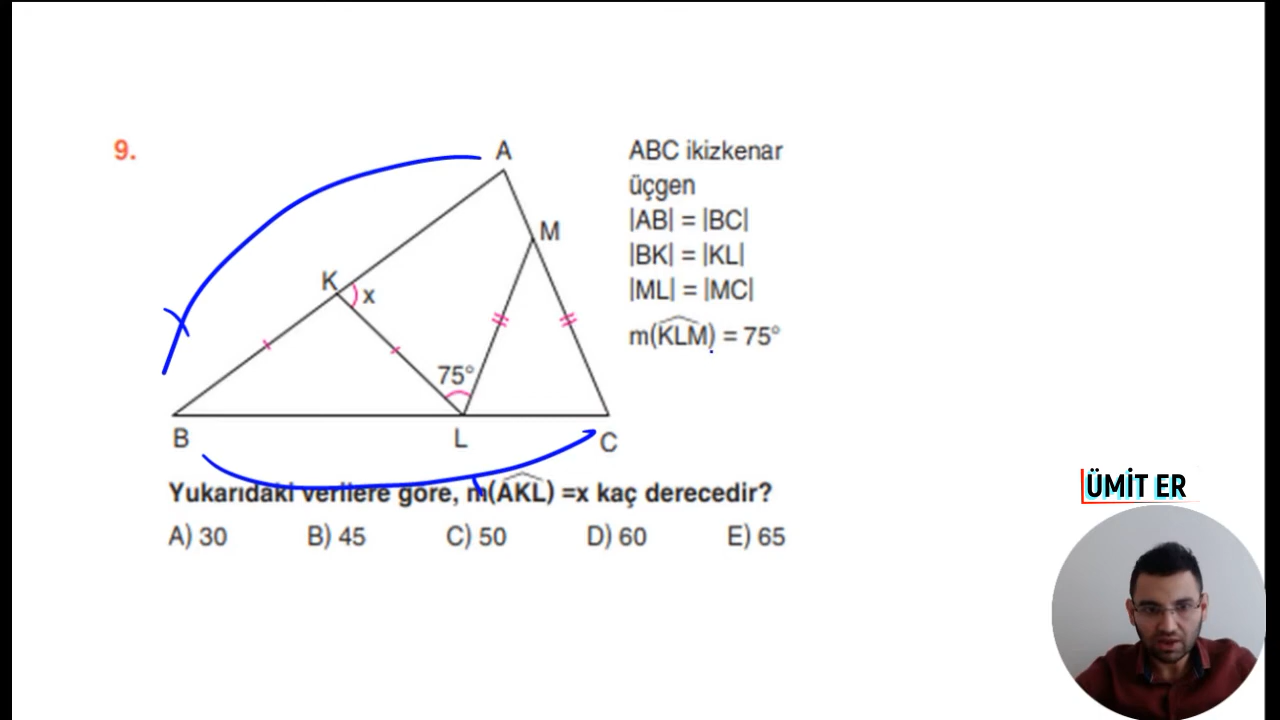 9.
A
M
K
x
75°
B
L
C
ABC ikizkenar
üçgen
|AB| = |BC|
|BK| = |KL|
|ML| = |MC|
m(KLM) = 75°
Yukarıdaki verilere göre, m(AKL) =x kaç derecedir?
A) 30 B) 45 C) 50 D) 60 E) 65
ÜMİT ER